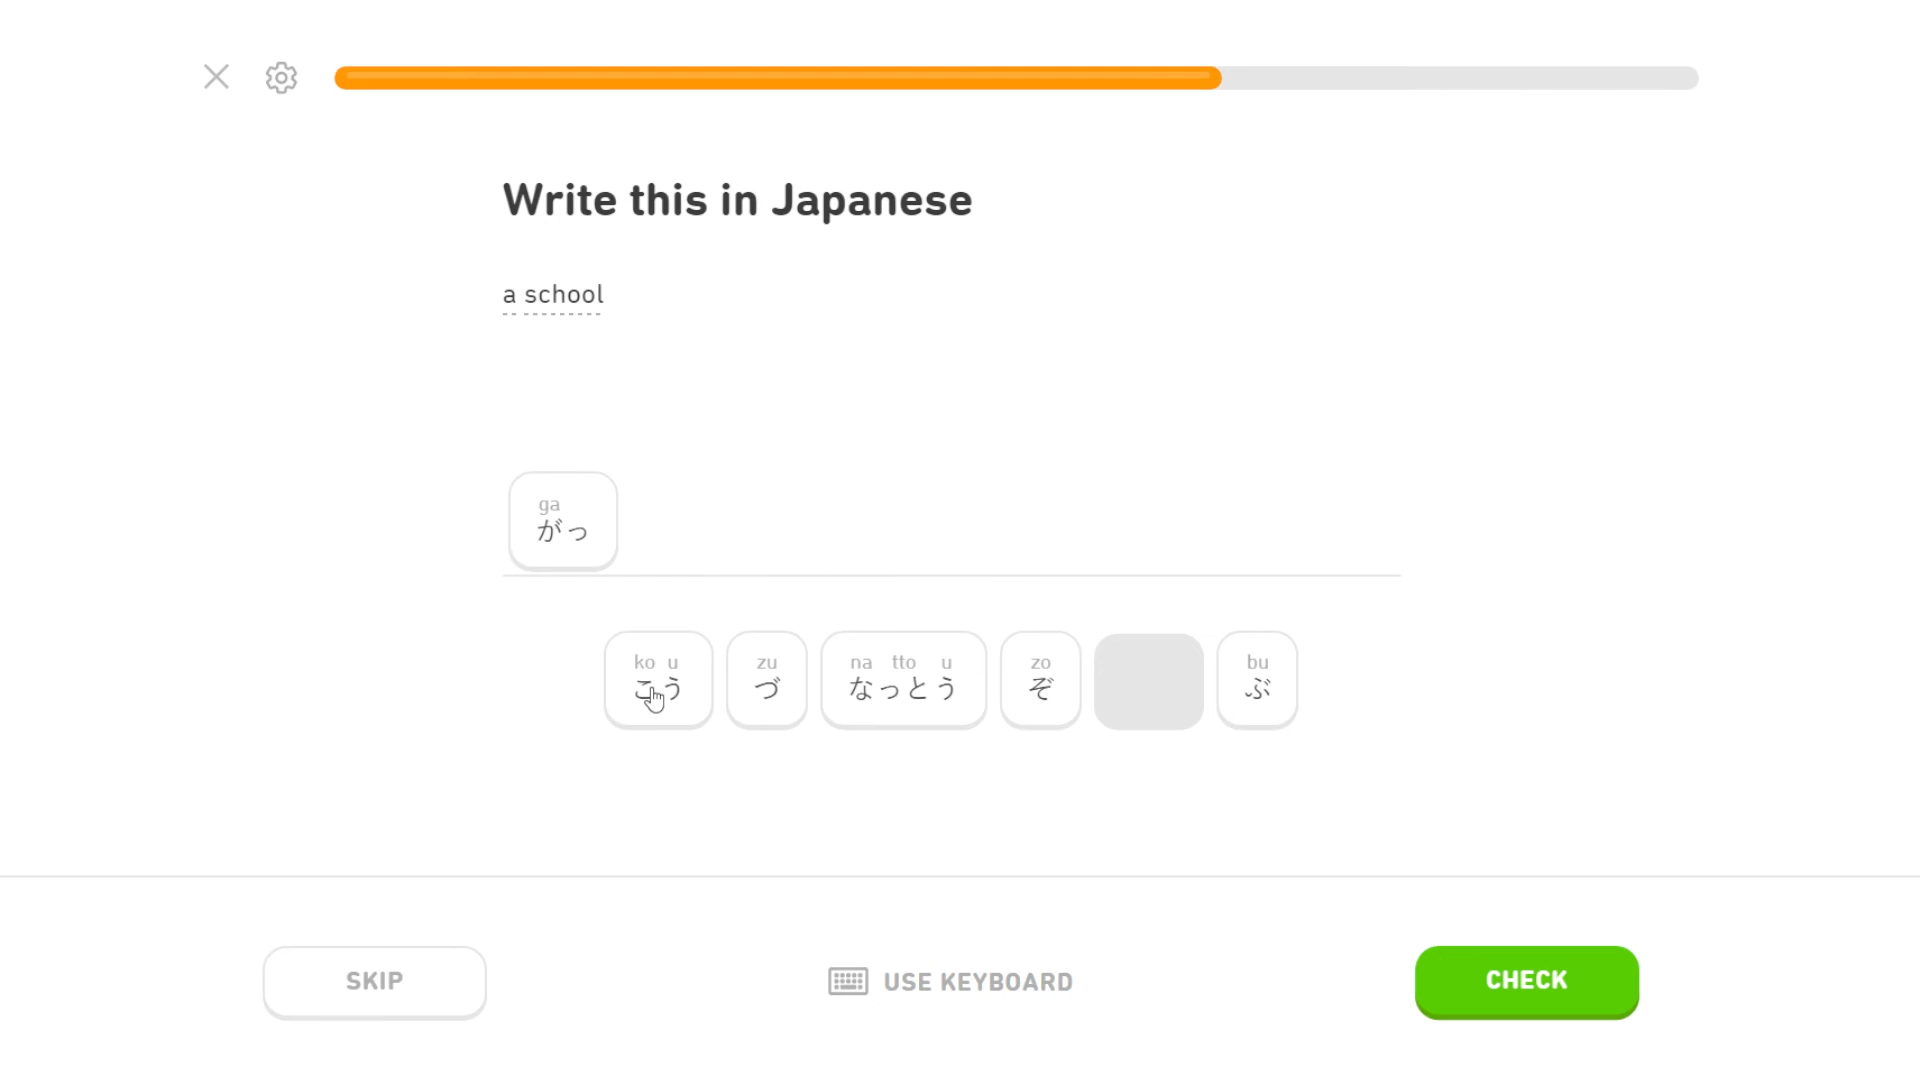 Write this in Japanese
a school
ga
がっ
ko u zu na tto u zo bu
こう づ なっとう ぞ ぶ
SKIP USE KEYBOARD CHECK